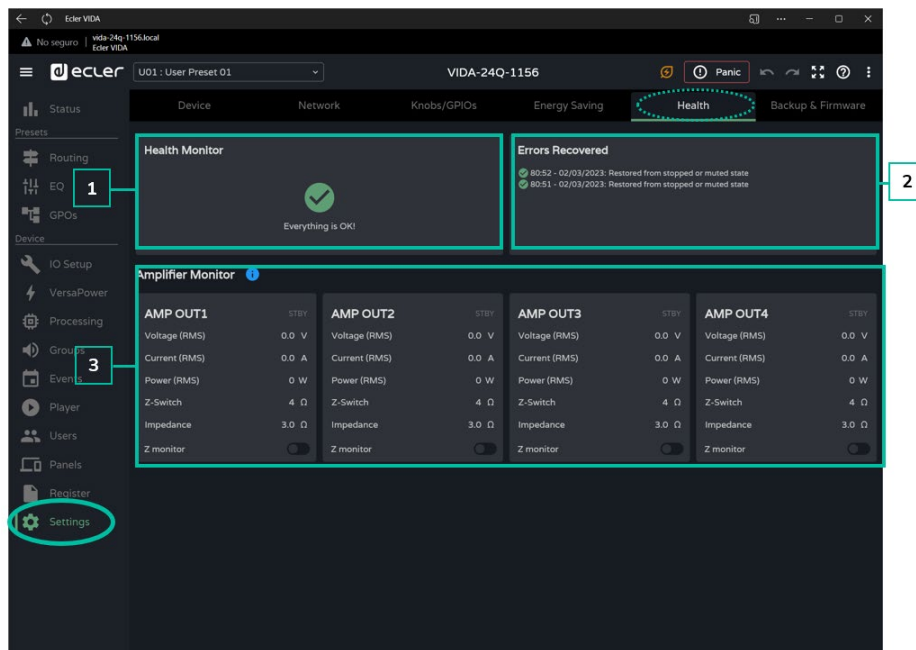 Ecler VIDA
No seguro
vida-24q-1156.local
Ecler VIDA
ecler
U01 : User Preset 01
VIDA-24Q-1156
Panic
Status
Presets
Routing
EQ
GPOs
Device
IO Setup
VersaPower
Processing
Groups
Events
Player
Users
Panels
Register
Settings
Device Network Knobs/GPIOs Energy Saving Health Backup & Firmware
1
Health Monitor
Everything is OK!
2
Errors Recovered
80:52 - 02/03/2023: Restored from stopped or muted state
80:51 - 02/03/2023: Restored from stopped or muted state
3
Amplifier Monitor
AMP OUT1 STBY
Voltage (RMS) 0.0 V
Current (RMS) 0.0 A
Power (RMS) 0 W
Z-Switch 4 Ω
Impedance 3.0 Ω
Z monitor
AMP OUT2 STBY
Voltage (RMS) 0.0 V
Current (RMS) 0.0 A
Power (RMS) 0 W
Z-Switch 4 Ω
Impedance 3.0 Ω
Z monitor
AMP OUT3 STBY
Voltage (RMS) 0.0 V
Current (RMS) 0.0 A
Power (RMS) 0 W
Z-Switch 4 Ω
Impedance 3.0 Ω
Z monitor
AMP OUT4 STBY
Voltage (RMS) 0.0 V
Current (RMS) 0.0 A
Power (RMS) 0 W
Z-Switch 4 Ω
Impedance 3.0 Ω
Z monitor